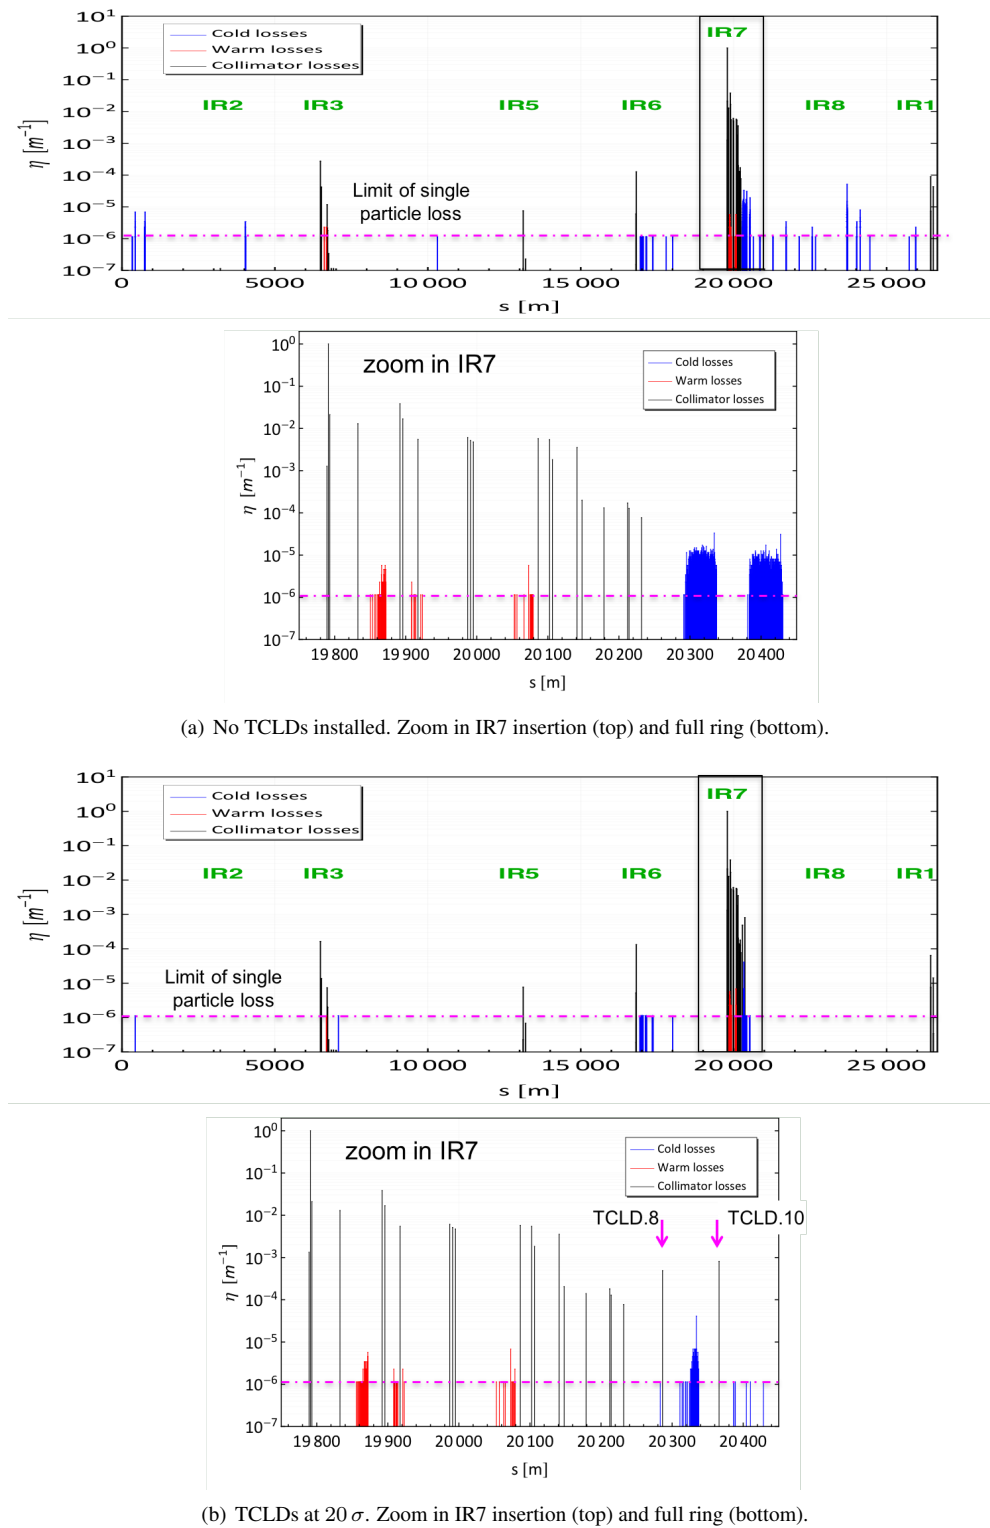 10¹
10⁰
10⁻¹
10⁻²
10⁻³
10⁻⁴
10⁻⁵
10⁻⁶
10⁻⁷
η [m⁻¹]
Cold losses
Warm losses
Collimator losses
IR7
IR2 IR3 IR5 IR6 IR8 IR1
Limit of single
particle loss
0 5000 10 000 15 000 20 000 25 000
s [m]
10⁰
10⁻¹
10⁻²
10⁻³
10⁻⁴
10⁻⁵
10⁻⁶
10⁻⁷
η [m⁻¹]
zoom in IR7
Cold losses
Warm losses
Collimator losses
19 800 19 900 20 000 20 100 20 200 20 300 20 400
s [m]
(a) No TCLDs installed. Zoom in IR7 insertion (top) and full ring (bottom).
10¹
10⁰
10⁻¹
10⁻²
10⁻³
10⁻⁴
10⁻⁵
10⁻⁶
10⁻⁷
η [m⁻¹]
Cold losses
Warm losses
Collimator losses
IR7
IR2 IR3 IR5 IR6 IR8 IR1
Limit of single
particle loss
0 5000 10 000 15 000 20 000 25 000
s [m]
10⁰
10⁻¹
10⁻²
10⁻³
10⁻⁴
10⁻⁵
10⁻⁶
10⁻⁷
η [m⁻¹]
zoom in IR7
Cold losses
Warm losses
Collimator losses
TCLD.8 TCLD.10
19 800 19 900 20 000 20 100 20 200 20 300 20 400
s [m]
(b) TCLDs at 20 σ. Zoom in IR7 insertion (top) and full ring (bottom).